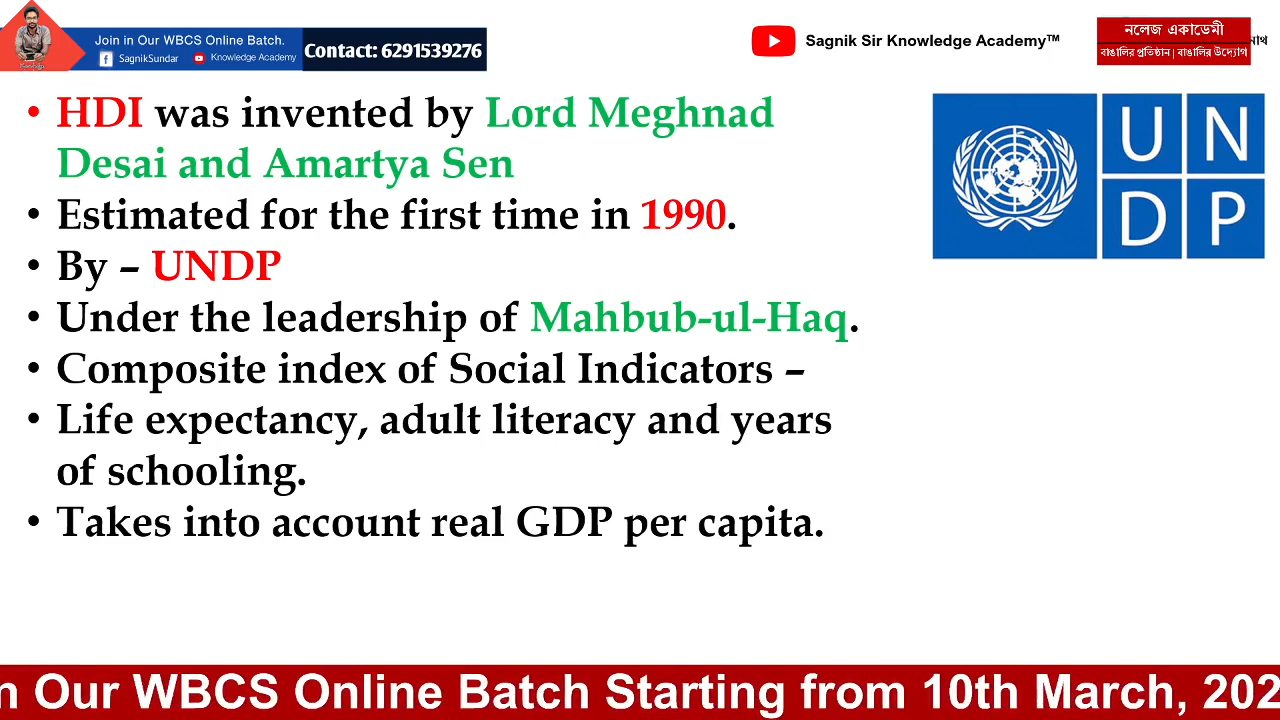 Join in Our WBCS Online Batch.
SagnikSundar Knowledge Academy
Contact: 6291539276
Sagnik Sir Knowledge Academy™
নলেজ একাডেমী
বাঙালির প্রতিষ্ঠান | বাঙালির উদ্যোগ
• HDI was invented by Lord Meghnad
Desai and Amartya Sen
• Estimated for the first time in 1990.
• By – UNDP
• Under the leadership of Mahbub-ul-Haq.
• Composite index of Social Indicators –
• Life expectancy, adult literacy and years
of schooling.
• Takes into account real GDP per capita.
U N
D P
n Our WBCS Online Batch Starting from 10th March, 202